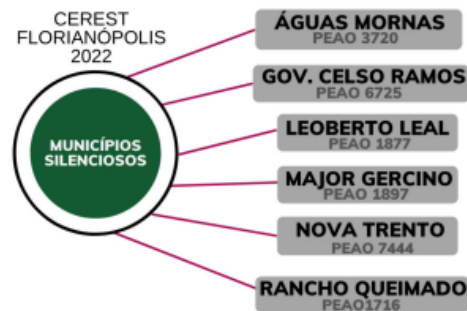 CEREST
FLORIANÓPOLIS
2022
MUNICÍPIOS
SILENCIOSOS
ÁGUAS MORNAS
PEAO 3720
GOV. CELSO RAMOS
PEAO 6725
LEOBERTO LEAL
PEAO 1877
MAJOR GERCINO
PEAO 1897
NOVA TRENTO
PEAO 7444
RANCHO QUEIMADO
PEAO1716